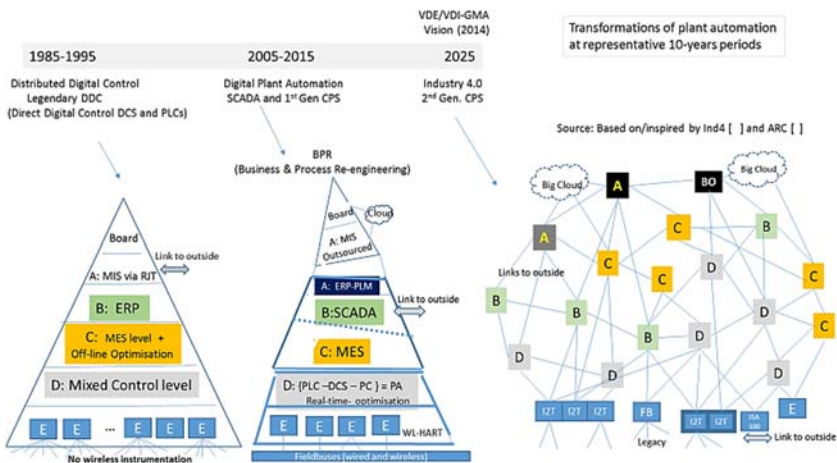 VDE/VDI-GMA
Vision (2014)
1985-1995
2005-2015
2025
Transformations of plant automation
at representative 10-years periods
Distributed Digital Control
Legendary DDC
(Direct Digital Control DCS and PLCs)
Digital Plant Automation
SCADA and 1st Gen CPS
Industry 4.0
2nd Gen. CPS
Source: Based on/inspired by Ind4 [ ] and ARC [ ]
BPR
(Business & Process Re-engineering)
Board
A: MIS via RJT
Link to outside
B: ERP
C: MES level +
Off-line Optimisation
D: Mixed Control level
E E ... E E E
No wireless instrumentation
Board
Cloud
A: MIS
Outsourced
A: ERP-PLM
B:SCADA
Link to outside
C: MES
D: {PLC –DCS – PC } = PA
Real-time- optimisation
E E E E
WL-HART
Fieldbuses (wired and wireless)
Big Cloud
A
BO
Big Cloud
A
C
B
Links to outside
C
D
C
C
B
B
D
C
B
D
D
D
D
I2T I2T I2T
FB
I2T I2T
ISA
100
E
Legacy
Link to outside